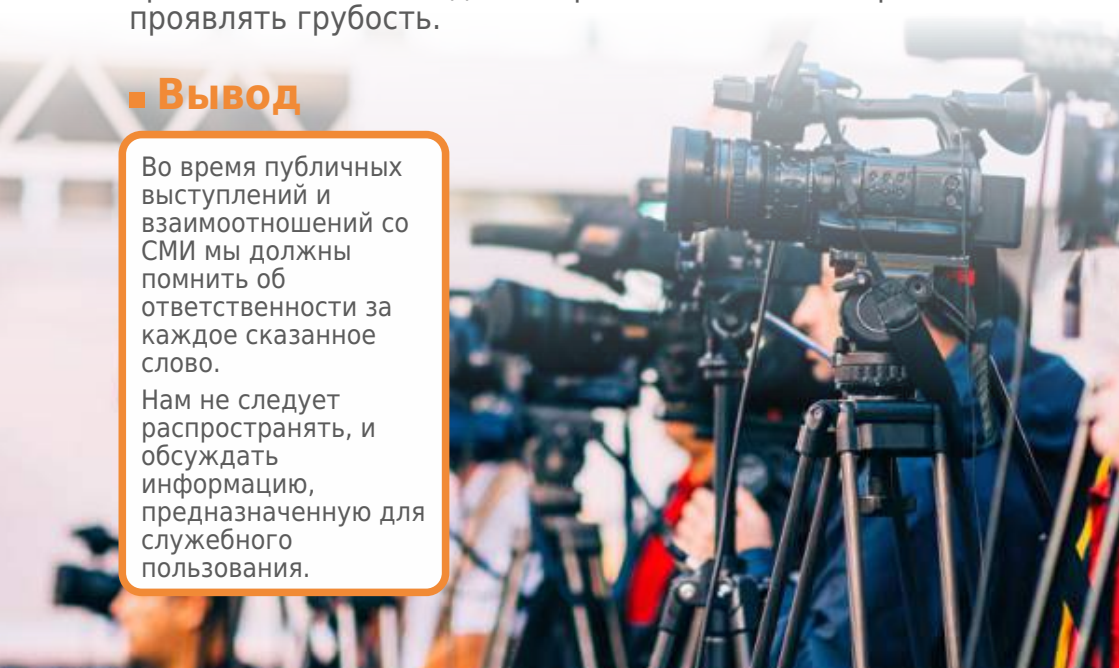 проявлять грубость.
Вывод
Во время публичных
выступлений и
взаимоотношений со
СМИ мы должны
помнить об
ответственности за
каждое сказанное
слово.
Нам не следует
распространять, и
обсуждать
информацию,
предназначенную для
служебного
пользования.